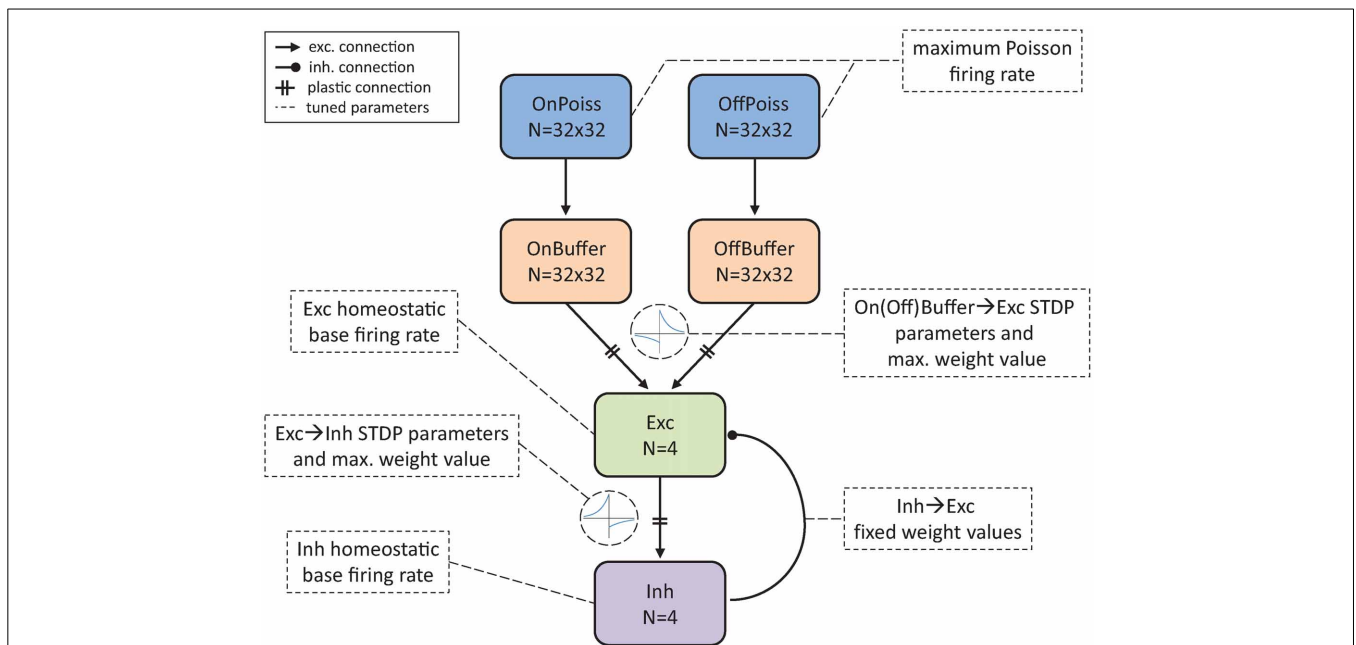 exc. connection
inh. connection
plastic connection
tuned parameters
maximum Poisson
firing rate
OnPoiss
N=32x32
OffPoiss
N=32x32
OnBuffer
N=32x32
OffBuffer
N=32x32
Exc homeostatic
base firing rate
On(Off)Buffer→Exc STDP
parameters and
max. weight value
Exc
N=4
Exc→Inh STDP parameters
and max. weight value
Inh→Exc
fixed weight values
Inh homeostatic
base firing rate
Inh
N=4